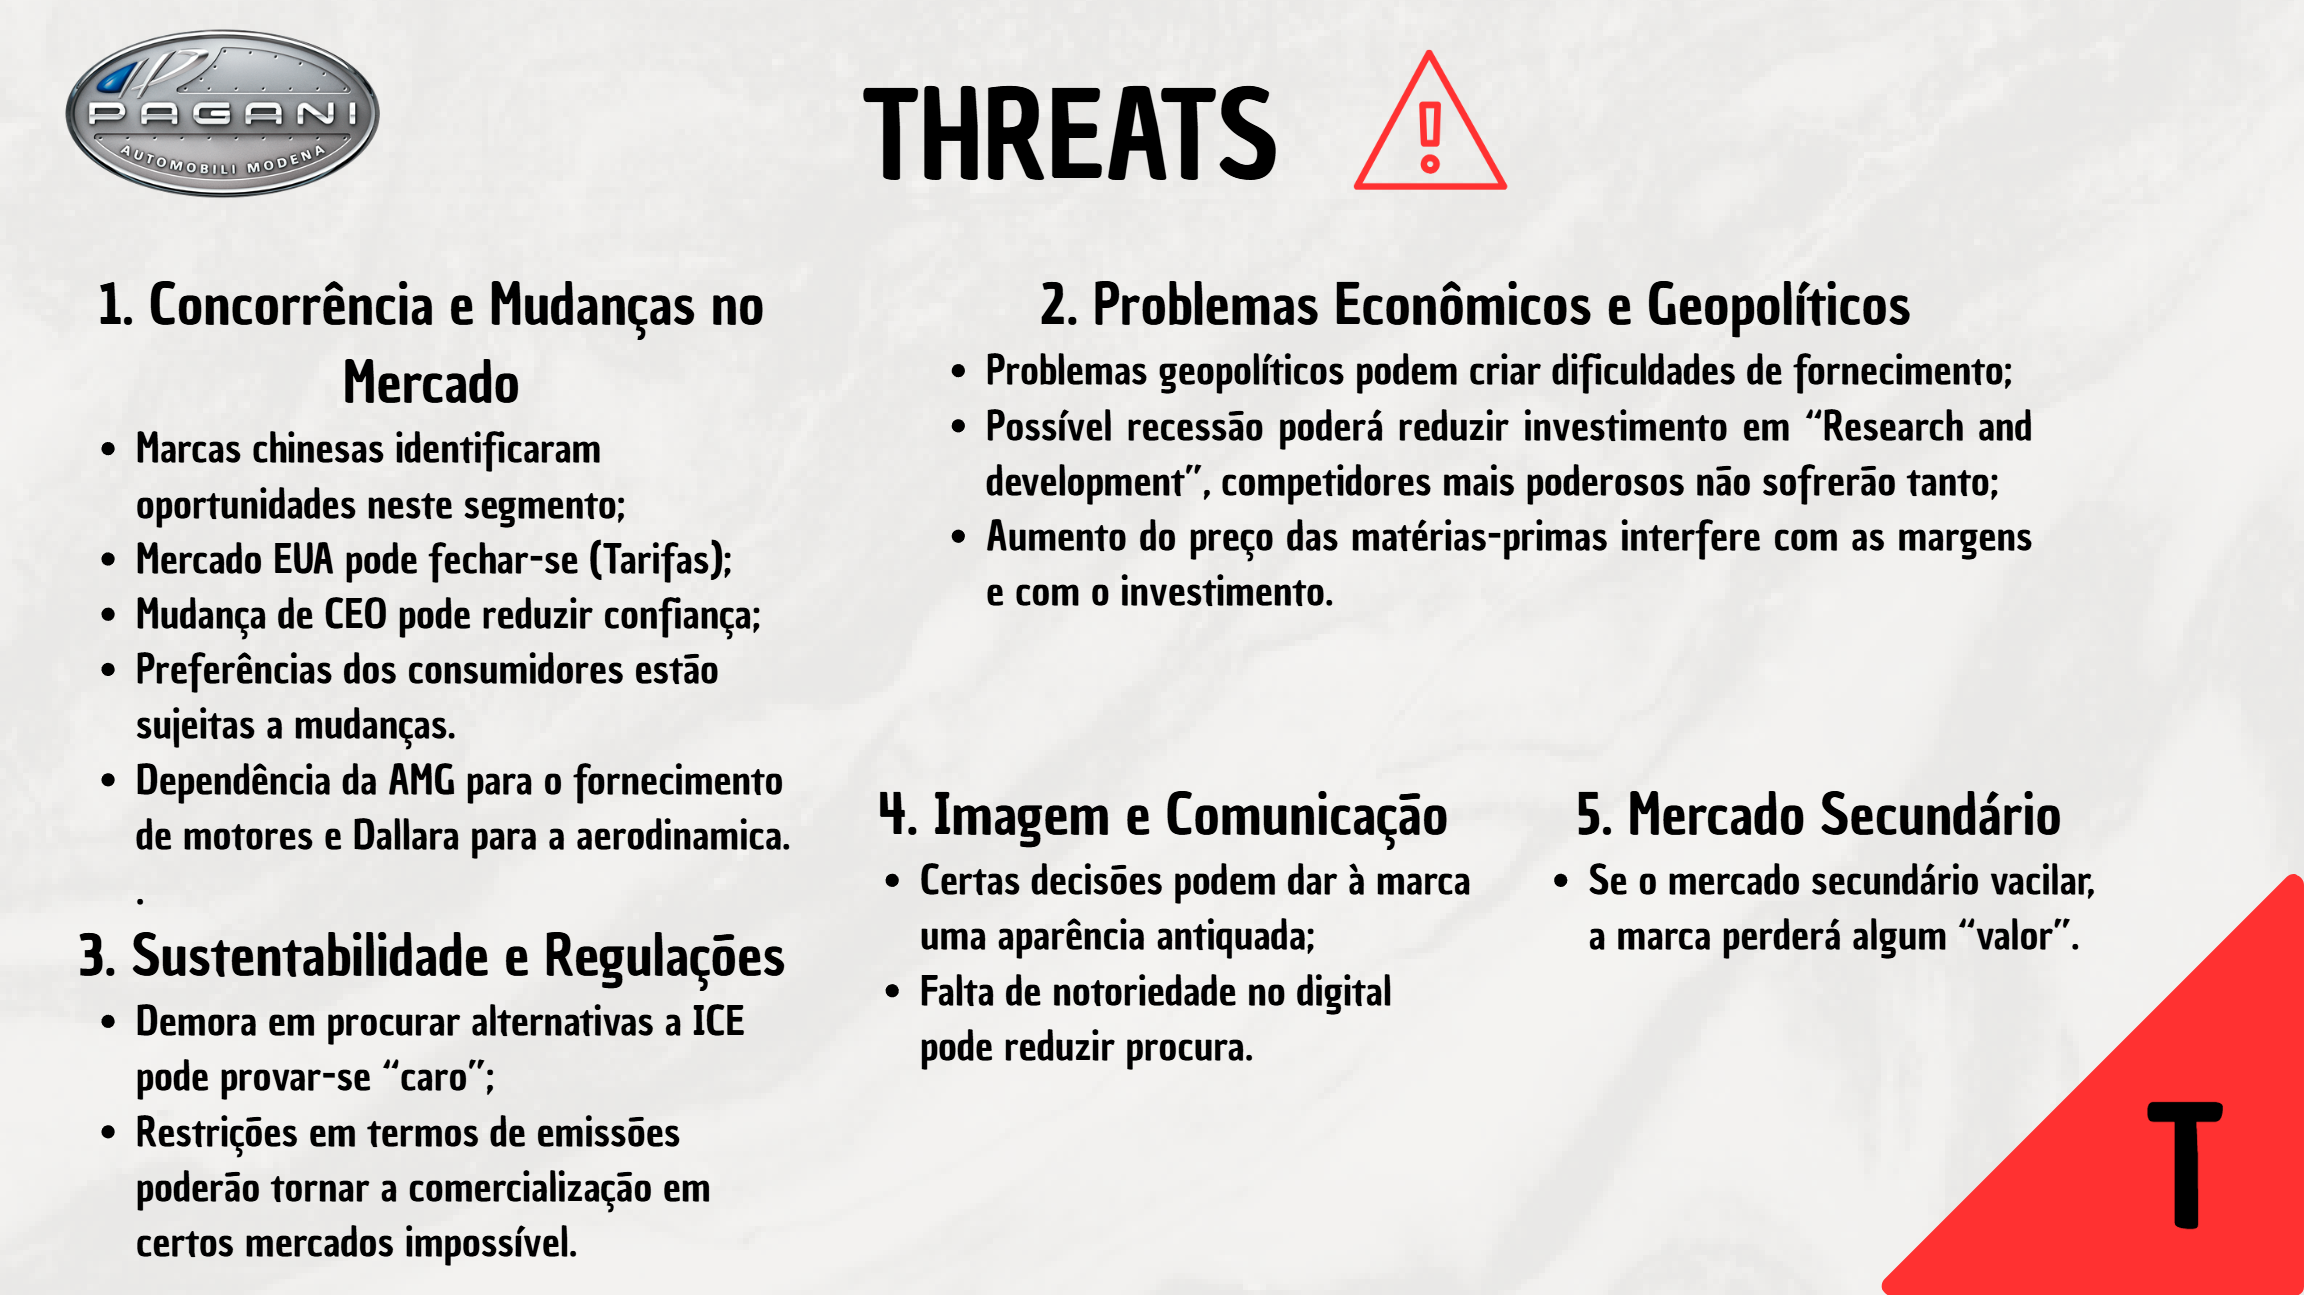 PAGANI
AUTOMOBILI MODENA
THREATS
!
1. Concorrência e Mudanças no
Mercado
• Marcas chinesas identificaram
oportunidades neste segmento;
• Mercado EUA pode fechar-se (Tarifas);
• Mudança de CEO pode reduzir confiança;
• Preferências dos consumidores estão
sujeitas a mudanças.
• Dependência da AMG para o fornecimento
de motores e Dallara para a aerodinamica.
.
2. Problemas Econômicos e Geopolíticos
• Problemas geopolíticos podem criar dificuldades de fornecimento;
• Possível recessão poderá reduzir investimento em “Research and
development”, competidores mais poderosos não sofrerão tanto;
• Aumento do preço das matérias-primas interfere com as margens
e com o investimento.
3. Sustentabilidade e Regulações
• Demora em procurar alternativas a ICE
pode provar-se “caro”;
• Restrições em termos de emissões
poderão tornar a comercialização em
certos mercados impossível.
4. Imagem e Comunicação
• Certas decisões podem dar à marca
uma aparência antiquada;
• Falta de notoriedade no digital
pode reduzir procura.
5. Mercado Secundário
• Se o mercado secundário vacilar,
a marca perderá algum “valor”.
T